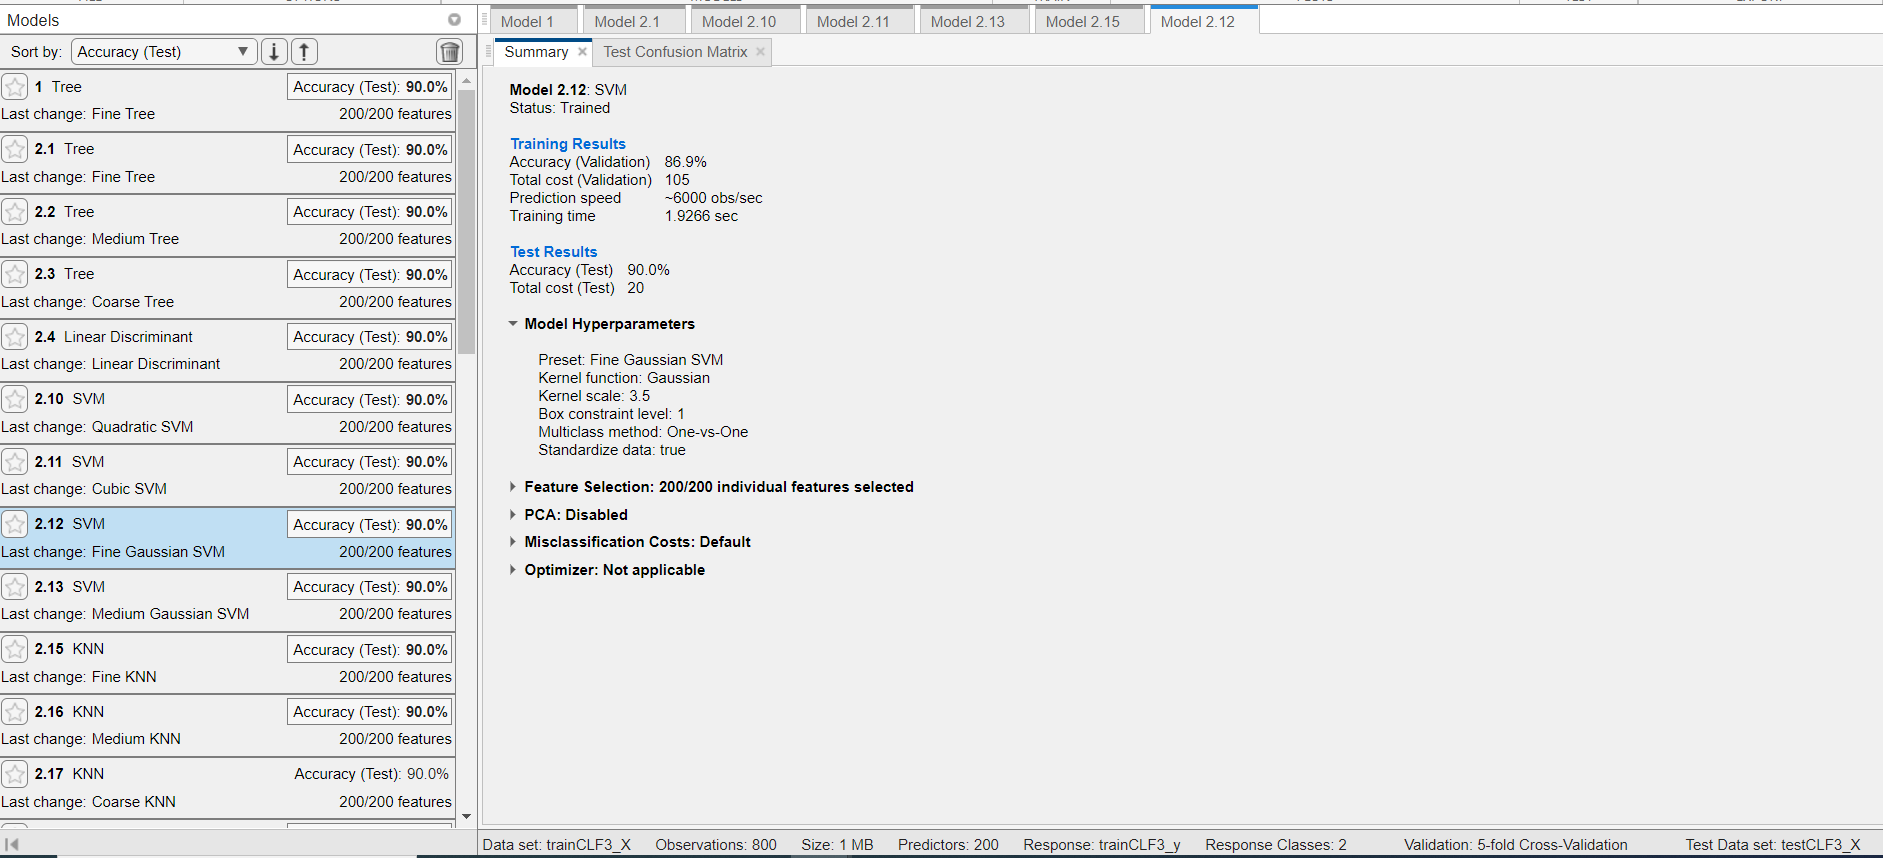 Models
Sort by: Accuracy (Test)
1 Tree Accuracy (Test): 90.0%
Last change: Fine Tree 200/200 features
2.1 Tree Accuracy (Test): 90.0%
Last change: Fine Tree 200/200 features
2.2 Tree Accuracy (Test): 90.0%
Last change: Medium Tree 200/200 features
2.3 Tree Accuracy (Test): 90.0%
Last change: Coarse Tree 200/200 features
2.4 Linear Discriminant Accuracy (Test): 90.0%
Last change: Linear Discriminant 200/200 features
2.10 SVM Accuracy (Test): 90.0%
Last change: Quadratic SVM 200/200 features
2.11 SVM Accuracy (Test): 90.0%
Last change: Cubic SVM 200/200 features
2.12 SVM Accuracy (Test): 90.0%
Last change: Fine Gaussian SVM 200/200 features
2.13 SVM Accuracy (Test): 90.0%
Last change: Medium Gaussian SVM 200/200 features
2.15 KNN Accuracy (Test): 90.0%
Last change: Fine KNN 200/200 features
2.16 KNN Accuracy (Test): 90.0%
Last change: Medium KNN 200/200 features
2.17 KNN Accuracy (Test): 90.0%
Last change: Coarse KNN 200/200 features
Model 1 Model 2.1 Model 2.10 Model 2.11 Model 2.13 Model 2.15 Model 2.12
Summary Test Confusion Matrix
Model 2.12: SVM
Status: Trained
Training Results
Accuracy (Validation) 86.9%
Total cost (Validation) 105
Prediction speed ~6000 obs/sec
Training time 1.9266 sec
Test Results
Accuracy (Test) 90.0%
Total cost (Test) 20
Model Hyperparameters
Preset: Fine Gaussian SVM
Kernel function: Gaussian
Kernel scale: 3.5
Box constraint level: 1
Multiclass method: One-vs-One
Standardize data: true
Feature Selection: 200/200 individual features selected
PCA: Disabled
Misclassification Costs: Default
Optimizer: Not applicable
Data set: trainCLF3_X Observations: 800 Size: 1 MB Predictors: 200 Response: trainCLF3_y Response Classes: 2 Validation: 5-fold Cross-Validation Test Data set: testCLF3_X